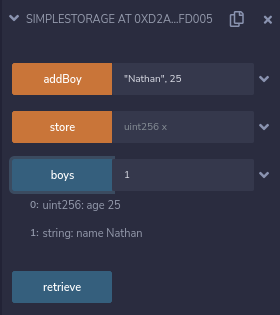 SIMPLESTORAGE AT 0XD2A...FD005
addBoy "Nathan", 25
store uint256 x
boys 1
0: uint256: age 25
1: string: name Nathan
retrieve